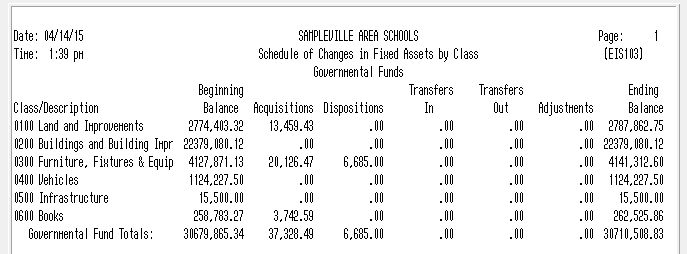 Date: 04/14/15 SAMPLEVILLE AREA SCHOOLS Page: 1
Time: 1:39 pm Schedule of Changes in Fixed Assets by Class (EIS103)
Governmental Funds
Beginning Transfers Transfers Ending
Class/Description Balance Acquisitions Dispositions In Out Adjustments Balance
0100 Land and Improvements 2774,403.32 13,459.43 .00 .00 .00 .00 2787,862.75
0200 Buildings and Building Impr 22379,080.12 .00 .00 .00 .00 .00 22379,080.12
0300 Furniture, Fixtures & Equip 4127,871.13 20,126.47 6,685.00 .00 .00 .00 4141,312.60
0400 Vehicles 1124,227.50 .00 .00 .00 .00 .00 1124,227.50
0500 Infrastructure 15,500.00 .00 .00 .00 .00 .00 15,500.00
0600 Books 258,783.27 3,742.59 .00 .00 .00 .00 262,525.86
Governmental Fund Totals: 30679,865.34 37,328.49 6,685.00 .00 .00 .00 30710,508.83